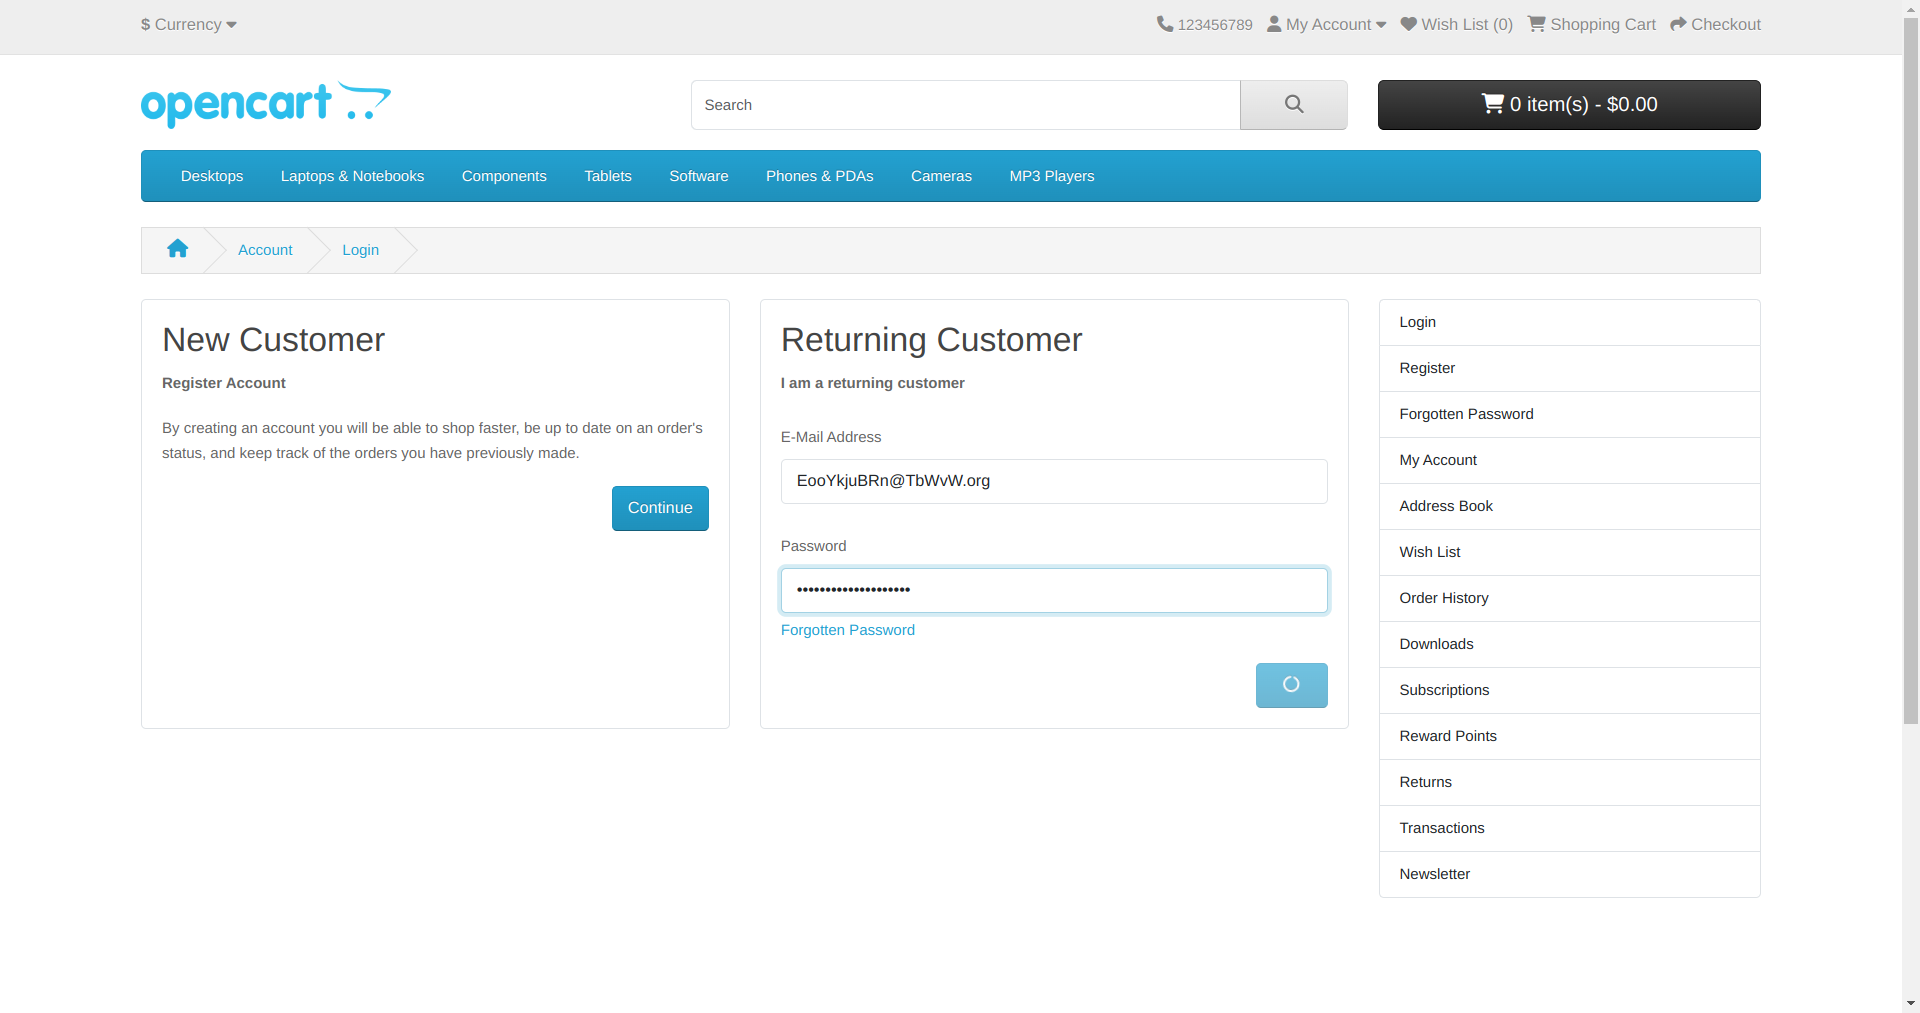 $ Currency
123456789 My Account Wish List (0) Shopping Cart Checkout
opencart
Search
0 item(s) - $0.00
Desktops Laptops & Notebooks Components Tablets Software Phones & PDAs Cameras MP3 Players
Account Login
New Customer
Register Account
By creating an account you will be able to shop faster, be up to date on an order's
status, and keep track of the orders you have previously made.
Continue
Returning Customer
I am a returning customer
E-Mail Address
EooYkjuBRn@TbWvW.org
Password
••••••••••••••••••••
Forgotten Password
Login
Register
Forgotten Password
My Account
Address Book
Wish List
Order History
Downloads
Subscriptions
Reward Points
Returns
Transactions
Newsletter